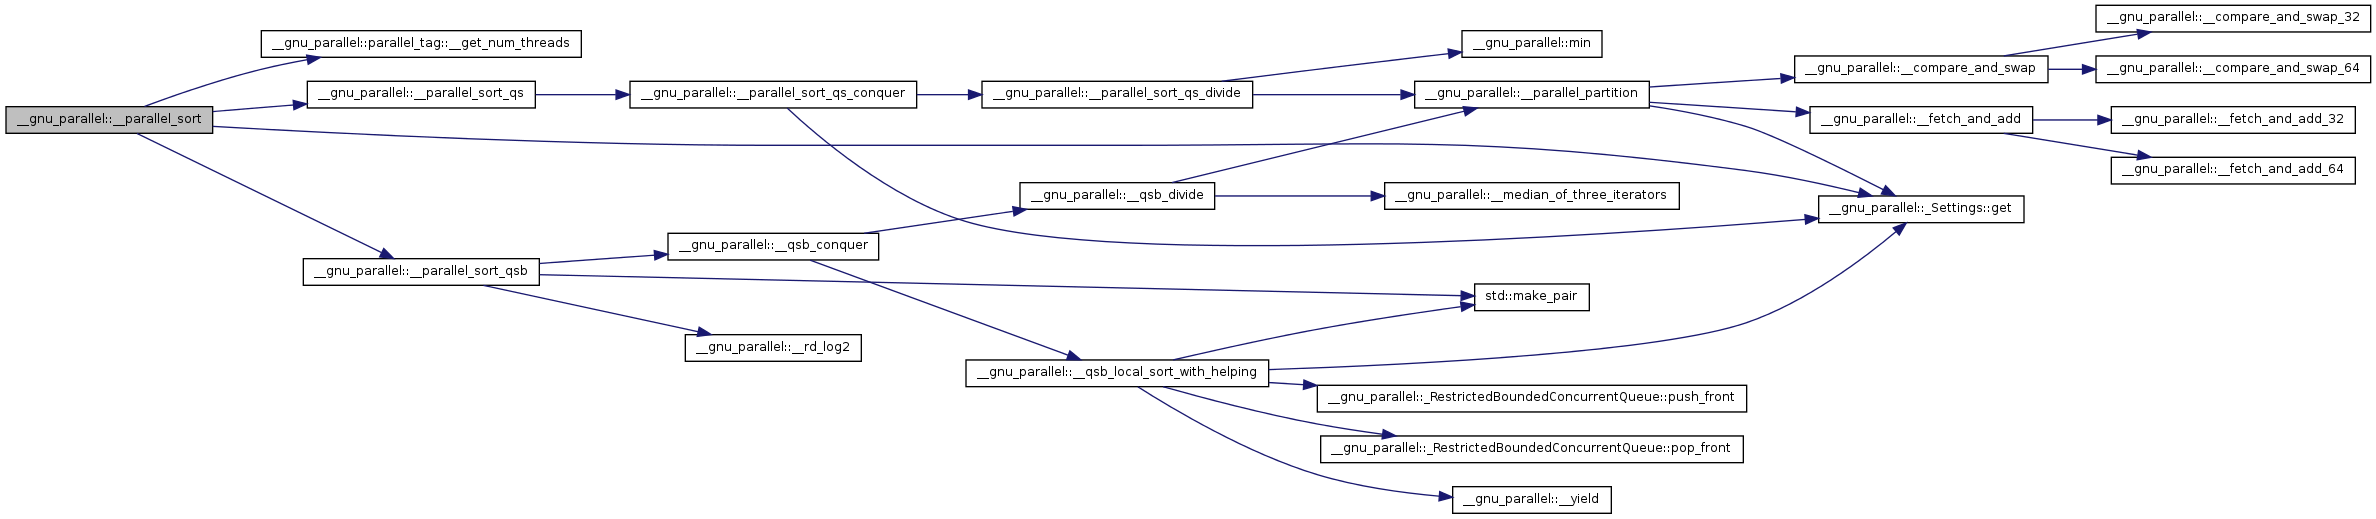 __gnu_parallel::__parallel_sort
__gnu_parallel::parallel_tag::__get_num_threads
__gnu_parallel::__parallel_sort_qs
__gnu_parallel::__parallel_sort_qsb
__gnu_parallel::__parallel_sort_qs_conquer
__gnu_parallel::__qsb_conquer
__gnu_parallel::__rd_log2
__gnu_parallel::__parallel_sort_qs_divide
__gnu_parallel::__qsb_divide
__gnu_parallel::__qsb_local_sort_with_helping
__gnu_parallel::min
__gnu_parallel::__parallel_partition
__gnu_parallel::__median_of_three_iterators
std::make_pair
__gnu_parallel::_RestrictedBoundedConcurrentQueue::push_front
__gnu_parallel::_RestrictedBoundedConcurrentQueue::pop_front
__gnu_parallel::__yield
__gnu_parallel::__compare_and_swap
__gnu_parallel::__fetch_and_add
__gnu_parallel::_Settings::get
__gnu_parallel::__compare_and_swap_32
__gnu_parallel::__compare_and_swap_64
__gnu_parallel::__fetch_and_add_32
__gnu_parallel::__fetch_and_add_64